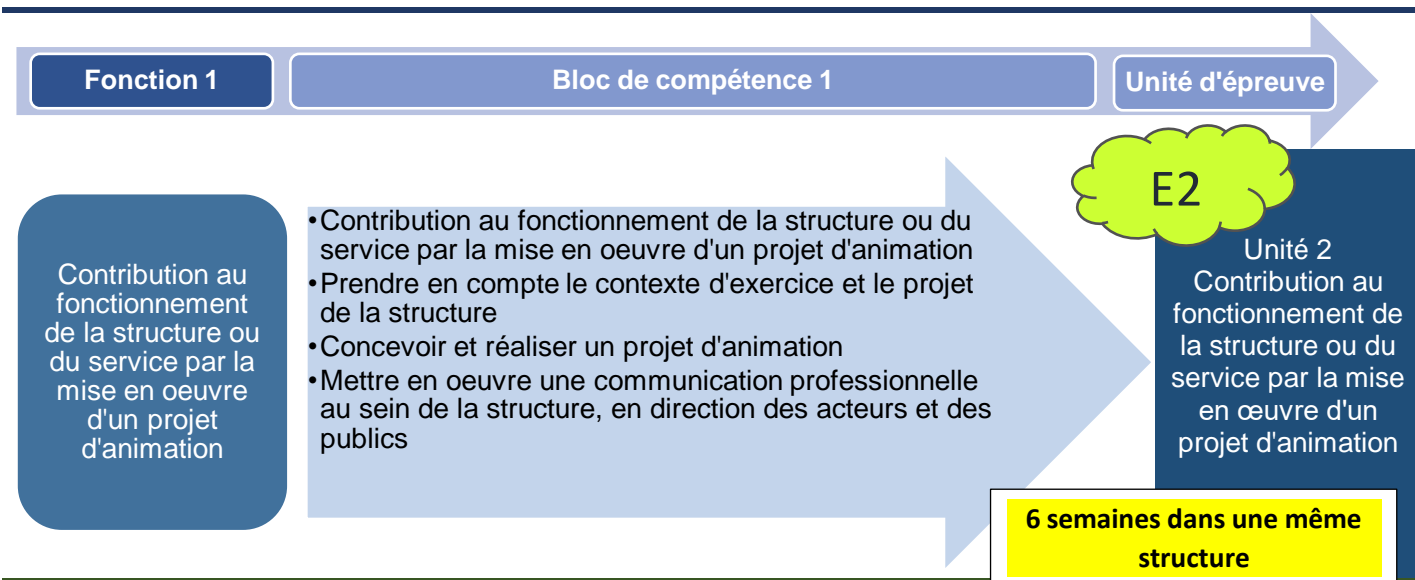 Fonction 1
Bloc de compétence 1
Unité d'épreuve
E2
Contribution au
fonctionnement
de la structure ou
du service par la
mise en oeuvre
d'un projet
d'animation
•Contribution au fonctionnement de la structure ou du
service par la mise en oeuvre d'un projet d'animation
•Prendre en compte le contexte d'exercice et le projet
de la structure
•Concevoir et réaliser un projet d'animation
•Mettre en oeuvre une communication professionnelle
au sein de la structure, en direction des acteurs et des
publics
Unité 2
Contribution au
fonctionnement de
la structure ou du
service par la mise
en œuvre d'un
projet d'animation
6 semaines dans une même
structure